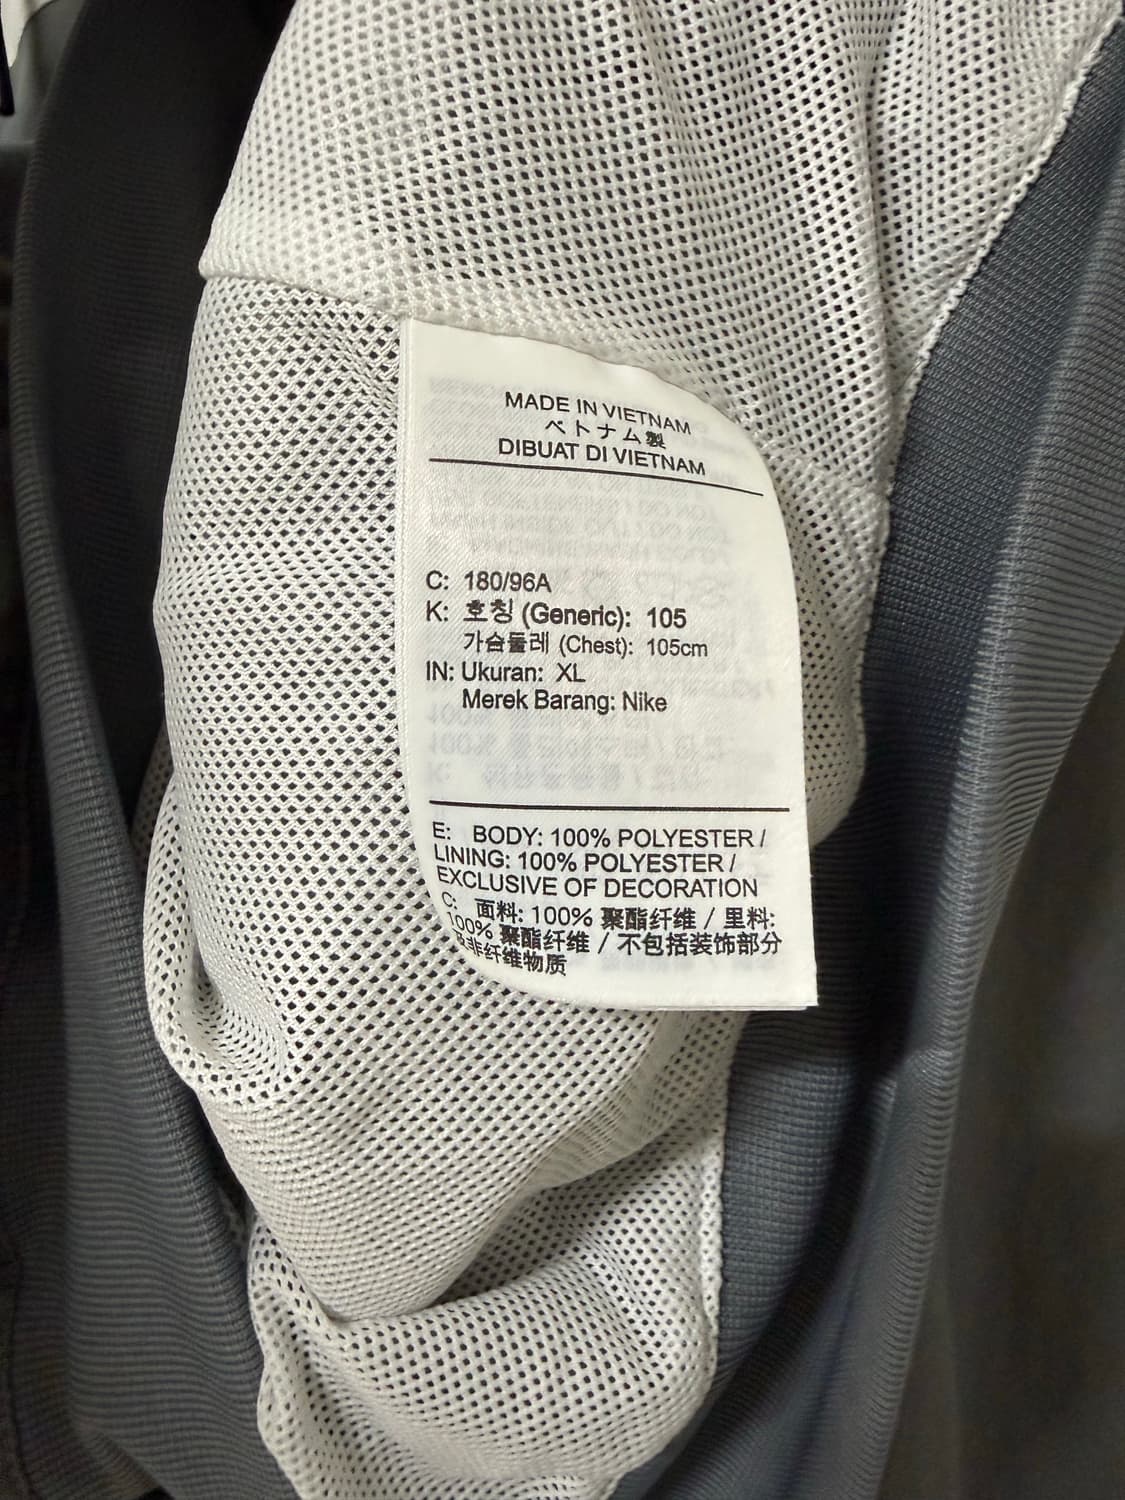 MADE IN VIETNAM
ベトナム製
DIBUAT DI VIETNAM
C: 180/96A
K: 호칭 (Generic): 105
가슴둘레 (Chest): 105cm
IN: Ukuran: XL
Merek Barang: Nike
E: BODY: 100% POLYESTER /
LINING: 100% POLYESTER /
EXCLUSIVE OF DECORATION
C: 面料: 100% 聚酯纤维 / 里料:
100% 聚酯纤维 / 不包括装饰部分
及非纤维物质